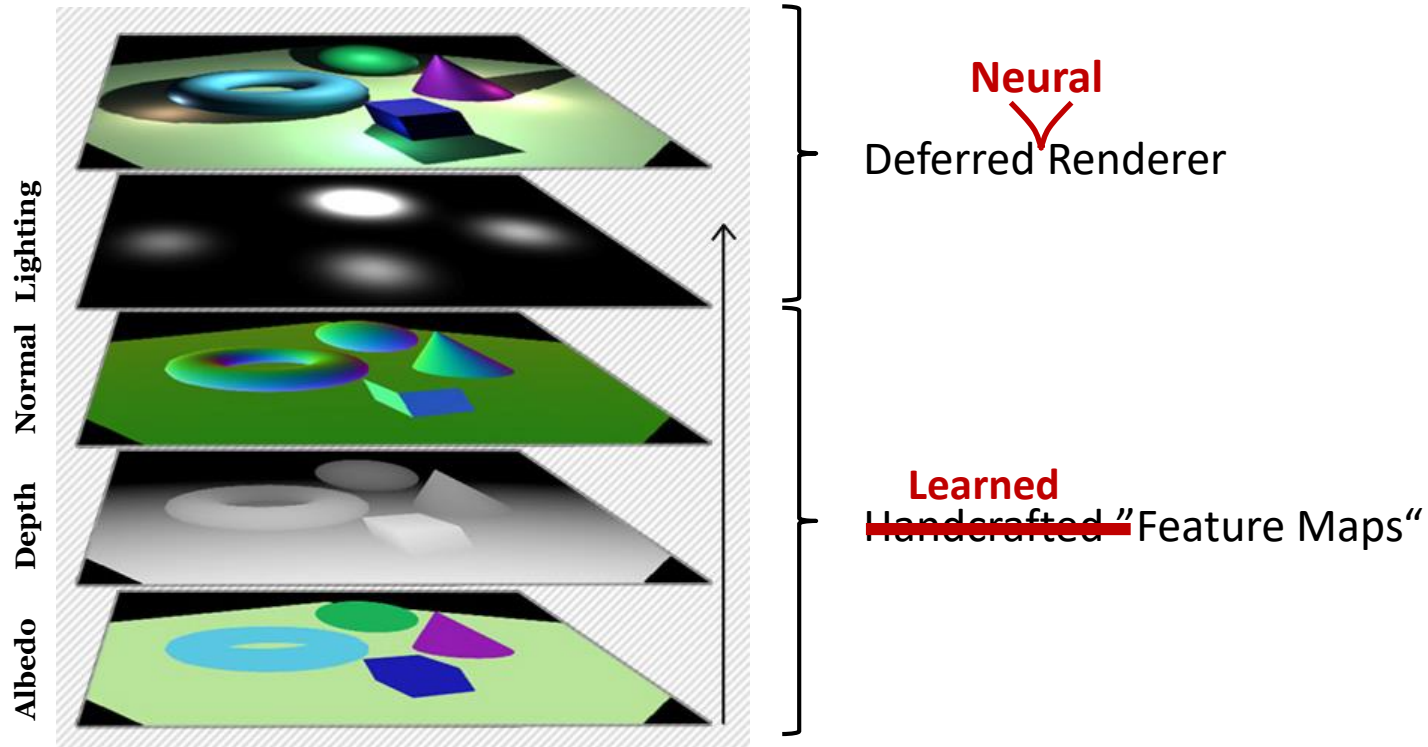 Lighting
Normal
Depth
Albedo
Neural
Deferred Renderer
Learned
Handcrafted ”Feature Maps“